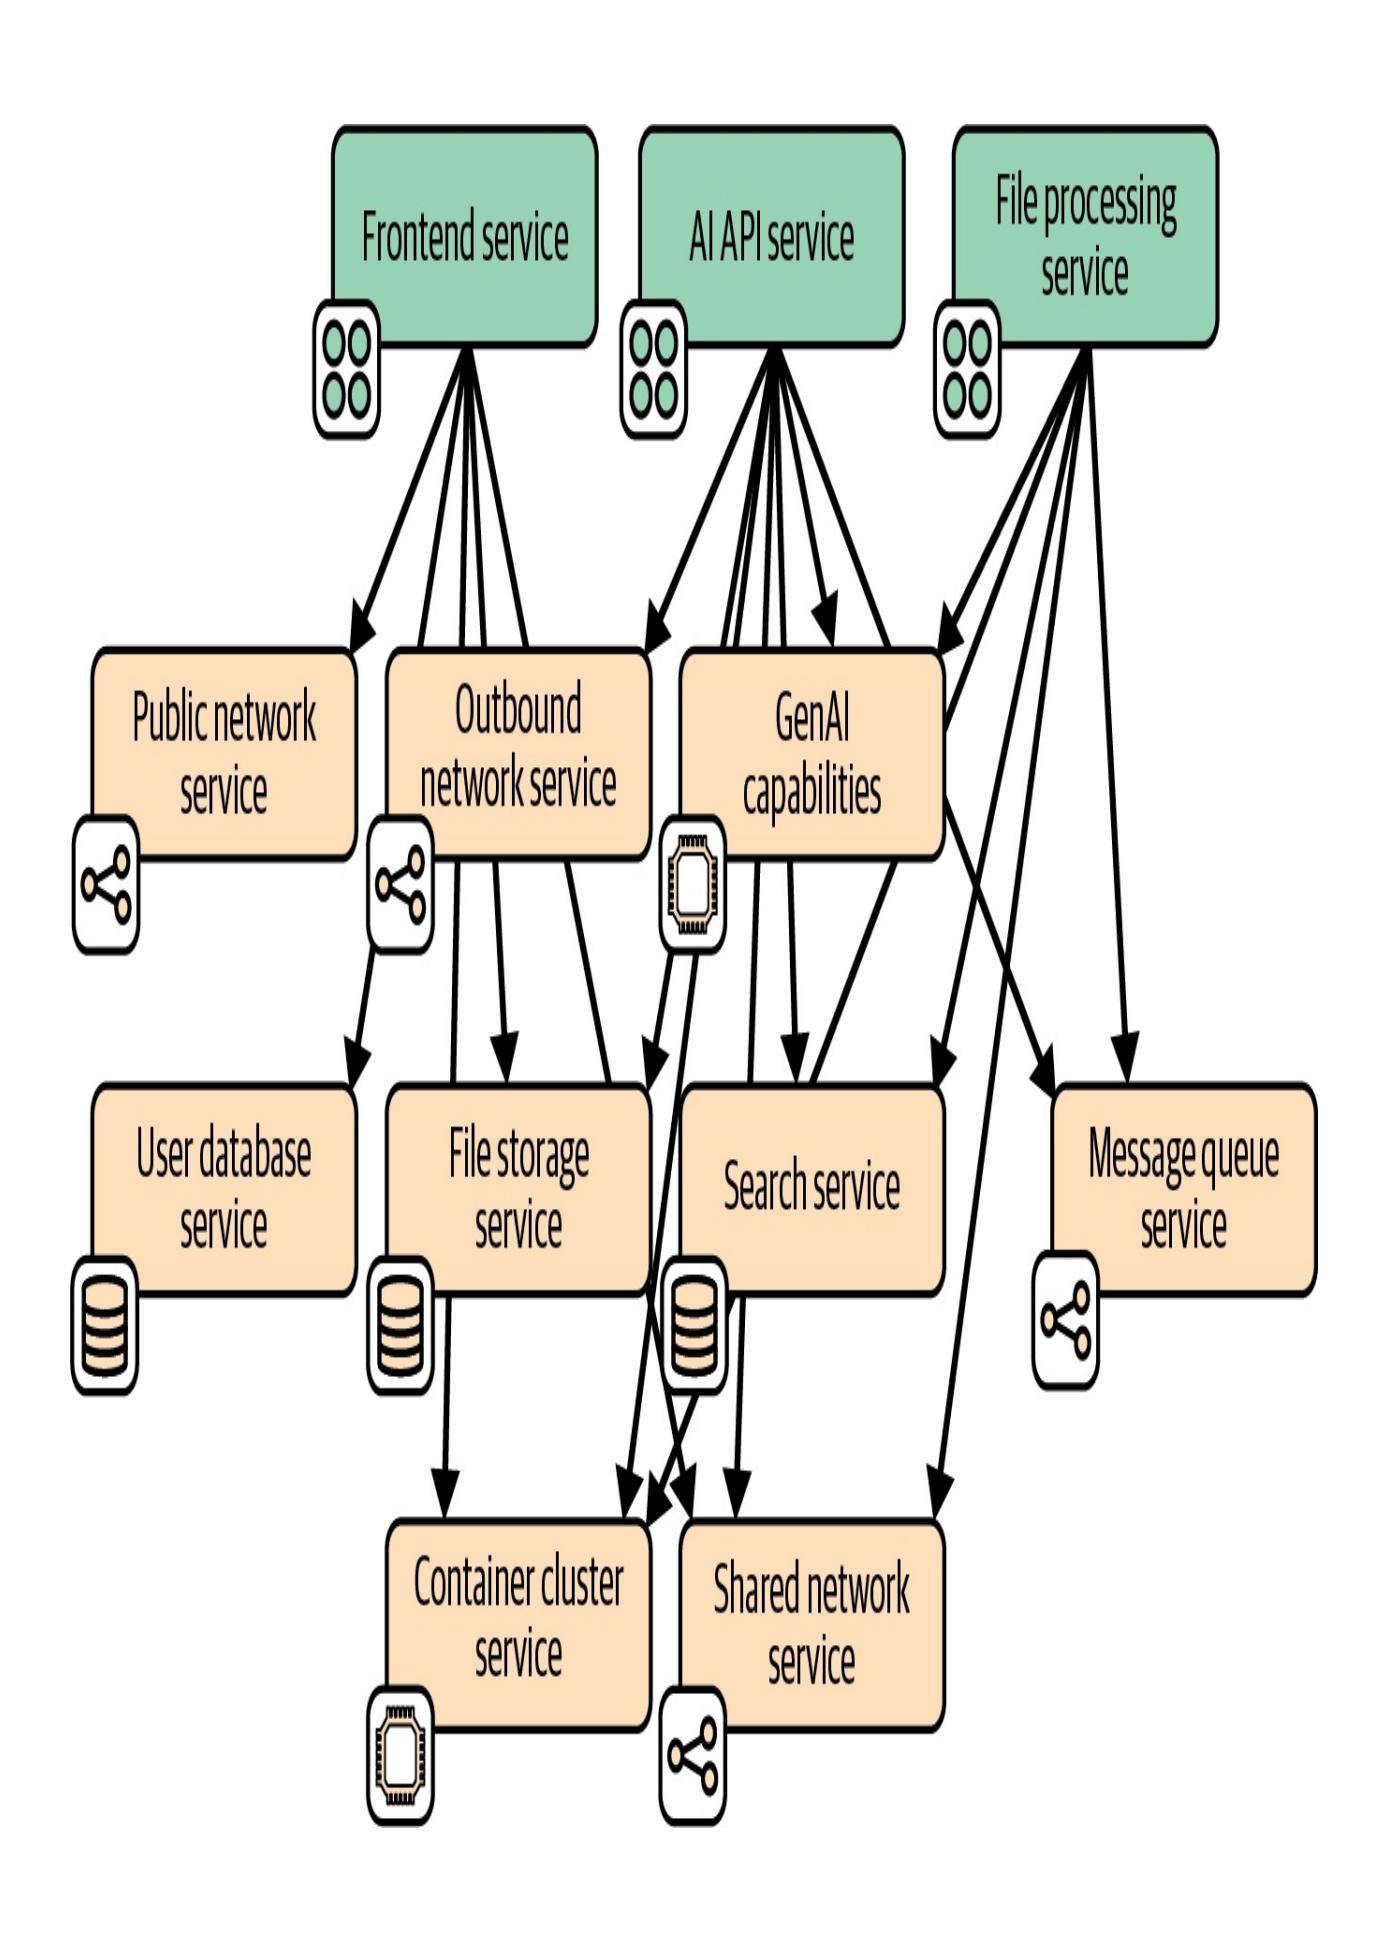 Frontend service
AI API service
File processing
service
Public network
service
Outbound
network service
GenAI
capabilities
User database
service
File storage
service
Search service
Message queue
service
Container cluster
service
Shared network
service